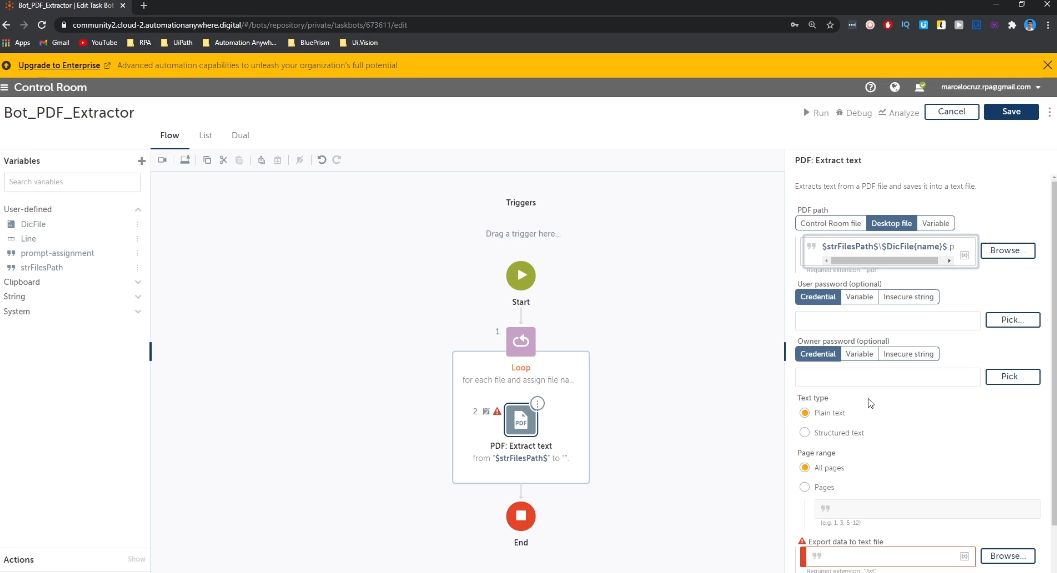 Bot_PDF_Extractor | Edit Task Bot
community2.cloud-2.automationanywhere.digital/#/bots/repository/private/taskbots/673611/edit
Apps Gmail YouTube RPA UiPath Automation Anywh... BluePrism Ui.Vision
Upgrade to Enterprise Advanced automation capabilities to unleash your organization's full potential
Control Room
marcelocruz.rpa@gmail.com
Bot_PDF_Extractor
Run Debug Analyze Cancel Save
Flow List Dual
Variables
Search variables
User-defined
DicFile
Line
prompt-assignment
strFilesPath
Clipboard
String
System
Actions Show
Triggers
Drag a trigger here...
Start
1
Loop
for each file and assign file na...
2
PDF
PDF: Extract text
from "$strFilesPath$" to "".
End
PDF: Extract text
Extracts text from a PDF file and saves it into a text file.
PDF path
Control Room file Desktop file Variable
$strFilesPath$\$DicFile{name}$ p
(x)
Browse...
Required extension: ".pdf"
User password (optional)
Credential Variable Insecure string
Pick...
Owner password (optional)
Credential Variable Insecure string
Pick...
Text type
Plain text
Structured text
Page range
All pages
Pages
(e.g. 1, 3, 5-12)
Export data to text file
(x)
Browse...
Required extension: ".txt"